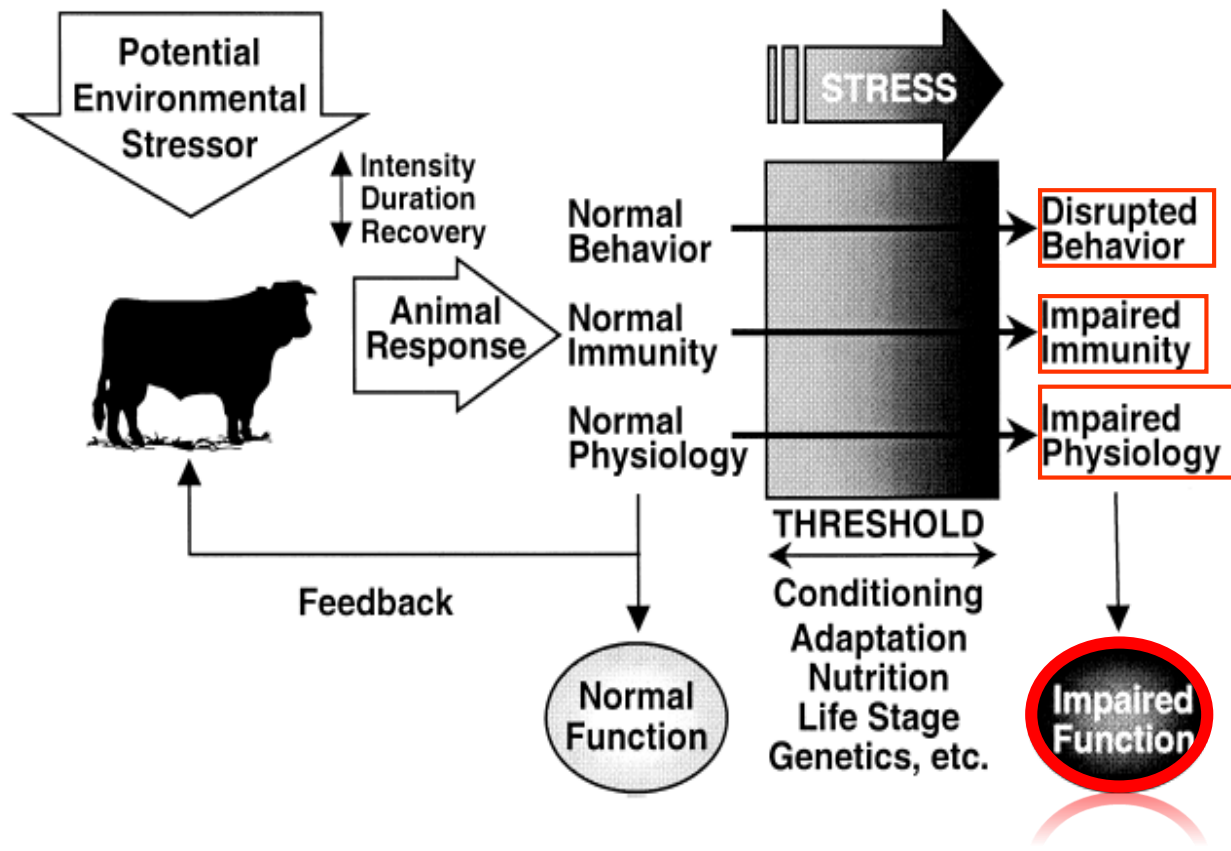 Potential
Environmental
Stressor
STRESS
Intensity
Duration
Recovery
Animal
Response
Normal
Behavior
Normal
Immunity
Normal
Physiology
Disrupted
Behavior
Impaired
Immunity
Impaired
Physiology
THRESHOLD
Conditioning
Adaptation
Nutrition
Life Stage
Genetics, etc.
Feedback
Normal
Function
Impaired
Function